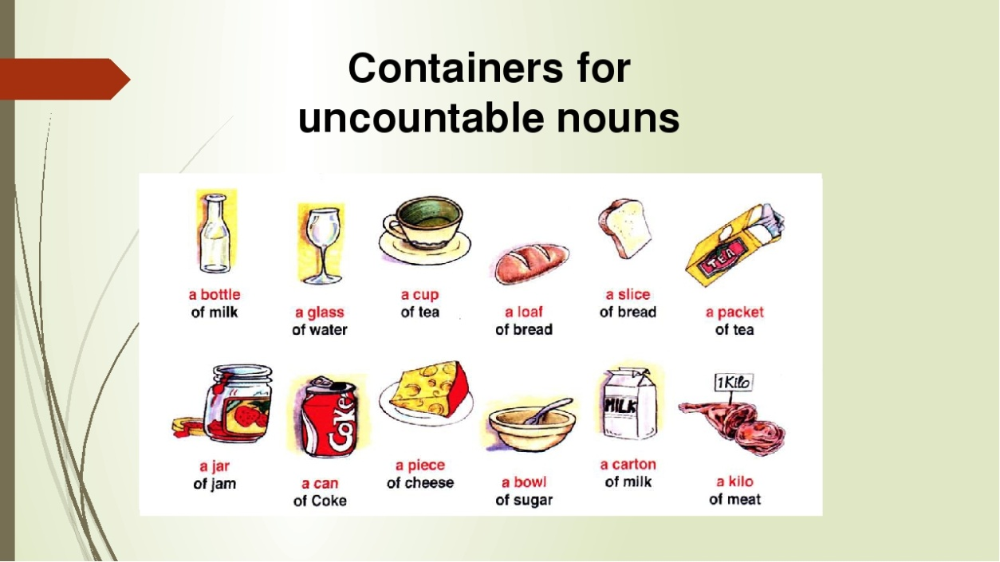 Containers for
uncountable nouns
TEA
a bottle
of milk
a glass
of water
a cup
of tea
a loaf
of bread
a slice
of bread
a packet
of tea
1 Kilo
MILK
Coke
a jar
of jam
a can
of Coke
a piece
of cheese
a bowl
of sugar
a carton
of milk
a kilo
of meat